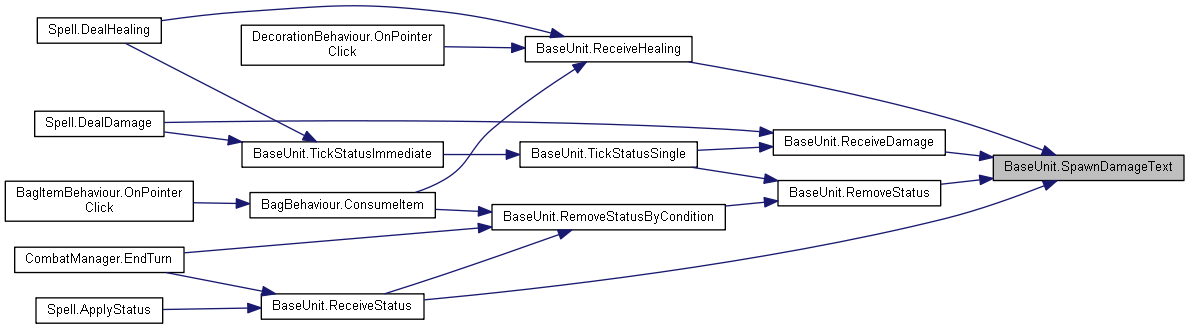 Spell.DealHealing
DecorationBehaviour.OnPointer
Click
BaseUnit.ReceiveHealing
Spell.DealDamage
BaseUnit.TickStatusImmediate
BaseUnit.TickStatusSingle
BaseUnit.ReceiveDamage
BaseUnit.SpawnDamageText
BagItemBehaviour.OnPointer
Click
BagBehaviour.ConsumeItem
BaseUnit.RemoveStatusByCondition
BaseUnit.RemoveStatus
CombatManager.EndTurn
Spell.ApplyStatus
BaseUnit.ReceiveStatus